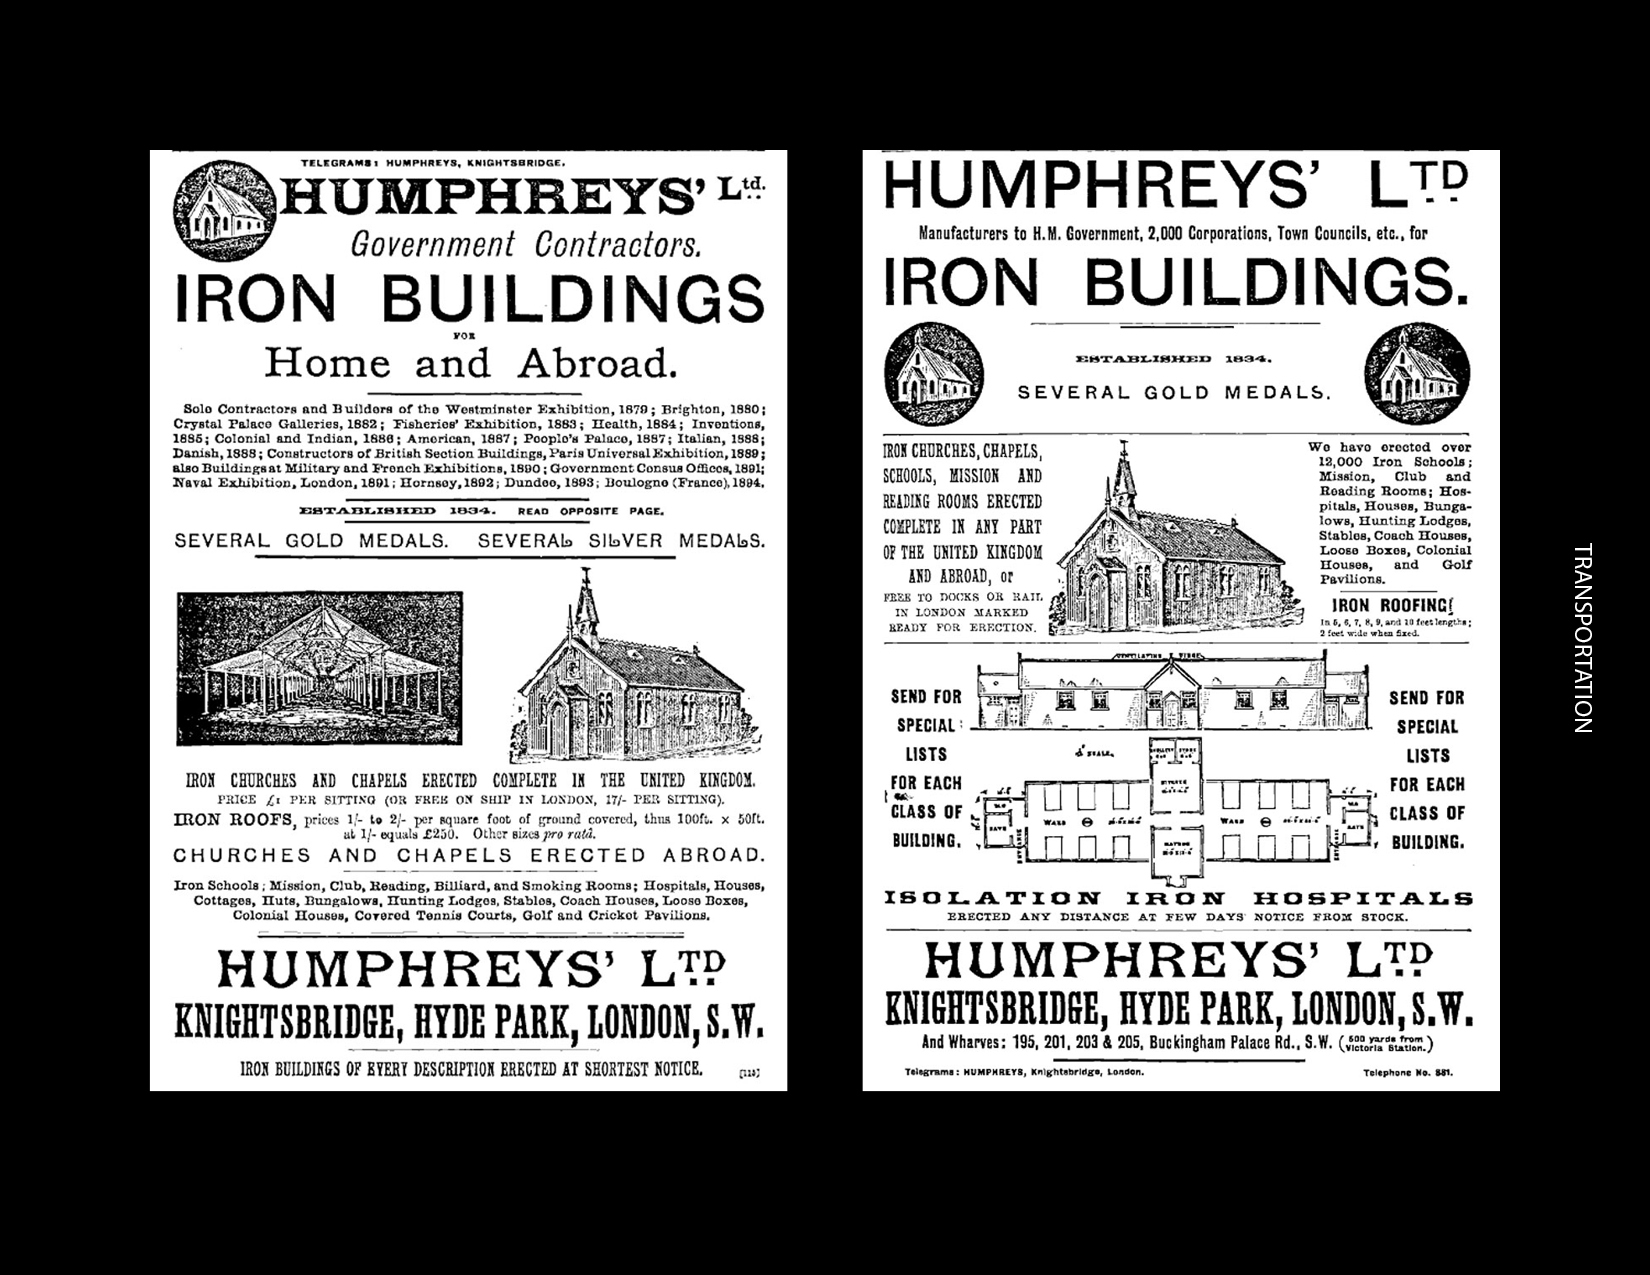 TELEGRAMS: HUMPHREYS, KNIGHTSBRIDGE.
HUMPHREYS' Ltd.
Government Contractors.
IRON BUILDINGS
FOR
Home and Abroad.
Sole Contractors and Builders of the Westminster Exhibition, 1879; Brighton, 1880;
Crystal Palace Galleries, 1882; Fisheries' Exhibition, 1883; Health, 1884; Inventions,
1885; Colonial and Indian, 1886; American, 1887; People's Palace, 1887; Italian, 1888;
Danish, 1888; Constructors of British Section Buildings, Paris Universal Exhibition, 1889;
also Buildings at Military and French Exhibitions, 1890; Government Census Offices, 1891;
Naval Exhibition, London, 1891; Hornsey, 1892; Dundee, 1893; Boulogne (France), 1894.
ESTABLISHED 1834. READ OPPOSITE PAGE.
SEVERAL GOLD MEDALS. SEVERAL SILVER MEDALS.
IRON CHURCHES AND CHAPELS ERECTED COMPLETE IN THE UNITED KINGDOM.
PRICE £1 PER SITTING (OR FREE ON SHIP IN LONDON, 17/- PER SITTING).
IRON ROOFS, prices 1/- to 2/- per square foot of ground covered, thus 100ft. × 50ft.
at 1/- equals £250. Other sizes pro ratâ.
CHURCHES AND CHAPELS ERECTED ABROAD.
Iron Schools; Mission, Club, Reading, Billiard, and Smoking Rooms; Hospitals, Houses,
Cottages, Huts, Bungalows, Hunting Lodges, Stables, Coach Houses, Loose Boxes,
Colonial Houses, Covered Tennis Courts, Golf and Cricket Pavilions.
HUMPHREYS' LTD
KNIGHTSBRIDGE, HYDE PARK, LONDON, S.W.
IRON BUILDINGS OF EVERY DESCRIPTION ERECTED AT SHORTEST NOTICE.
HUMPHREYS' LTD
Manufacturers to H.M. Government, 2,000 Corporations, Town Councils, etc., for
IRON BUILDINGS.
ESTABLISHED 1834.
SEVERAL GOLD MEDALS.
IRON CHURCHES, CHAPELS,
SCHOOLS, MISSION AND
READING ROOMS ERECTED
COMPLETE IN ANY PART
OF THE UNITED KINGDOM
AND ABROAD, or
FREE TO DOCKS OR RAIL
IN LONDON MARKED
READY FOR ERECTION.
We have erected over
12,000 Iron Schools;
Mission, Club and
Reading Rooms; Hos-
pitals, Houses, Bunga-
lows, Hunting Lodges,
Stables, Coach Houses,
Loose Boxes, Colonial
Houses, and Golf
Pavilions.
IRON ROOFING!
In 5, 6, 7, 8, 9, and 10 feet lengths;
2 feet wide when fixed.
VENTILATING RIDGE
SEND FOR
SPECIAL
LISTS
FOR EACH
CLASS OF
BUILDING.
SCALE.
WARD
WARD
SEND FOR
SPECIAL
LISTS
FOR EACH
CLASS OF
BUILDING.
ISOLATION IRON HOSPITALS
ERECTED ANY DISTANCE AT FEW DAYS' NOTICE FROM STOCK.
HUMPHREYS' LTD
KNIGHTSBRIDGE, HYDE PARK, LONDON, S.W.
And Wharves: 195, 201, 203 & 205, Buckingham Palace Rd., S.W. (500 yards from Victoria Station.)
Telegrams: HUMPHREYS, Knightsbridge, London.
Telephone No. 881.
TRANSPORTATION